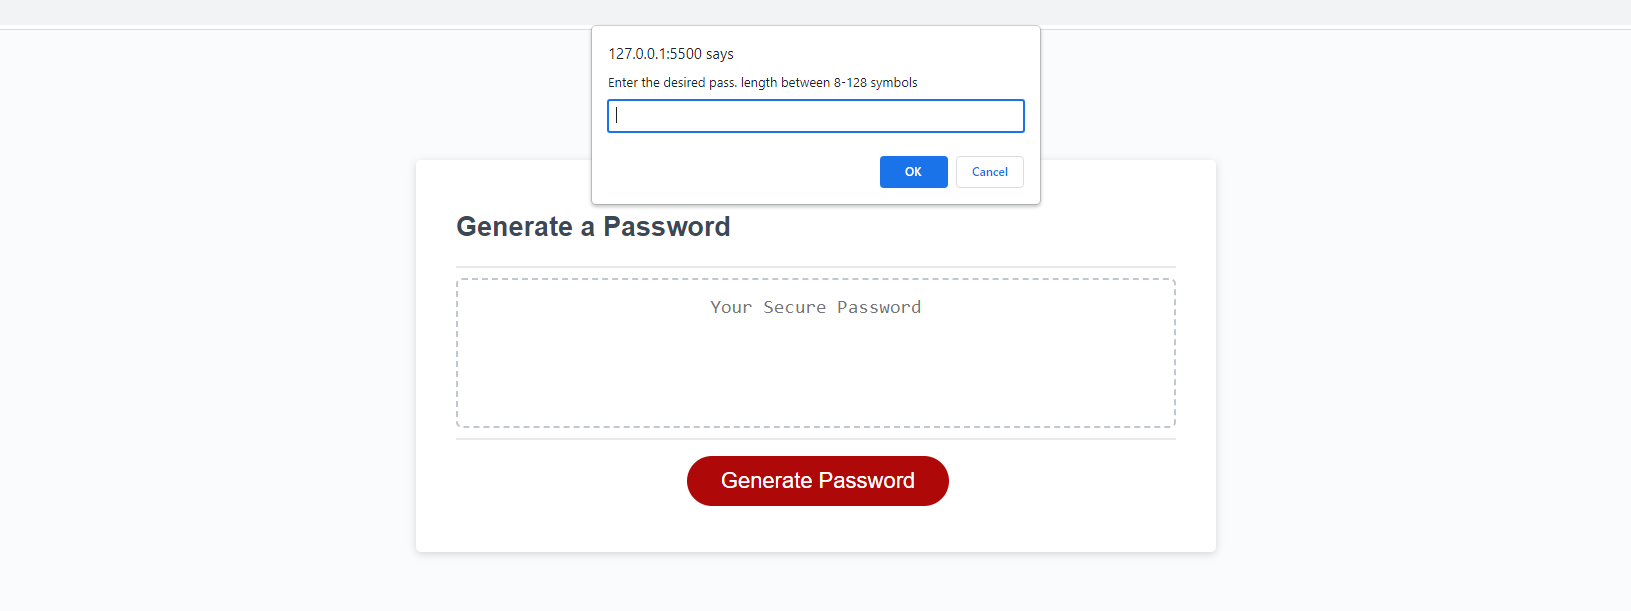 127.0.0.1:5500 says
Enter the desired pass. length between 8-128 symbols
OK Cancel
Generate a Password
Your Secure Password
Generate Password